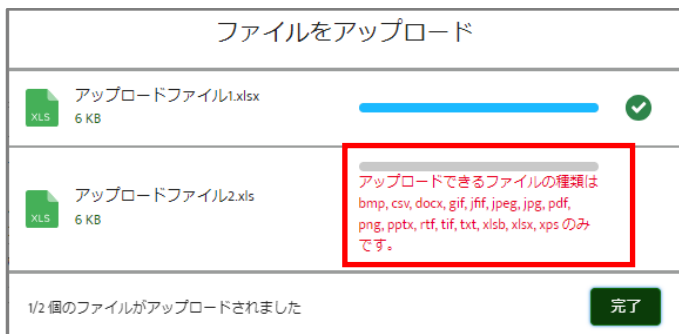 ファイルをアップロード
アップロードファイル1.xlsx
XLS
6 KB
アップロードできるファイルの種類は
bmp, csv, docx, gif, jfif, jpeg, jpg, pdf,
png, pptx, rtf, tif, txt, xlsb, xlsx, xps のみ
です。
アップロードファイル2.xls
XLS
6 KB
1/2 個のファイルがアップロードされました
完了